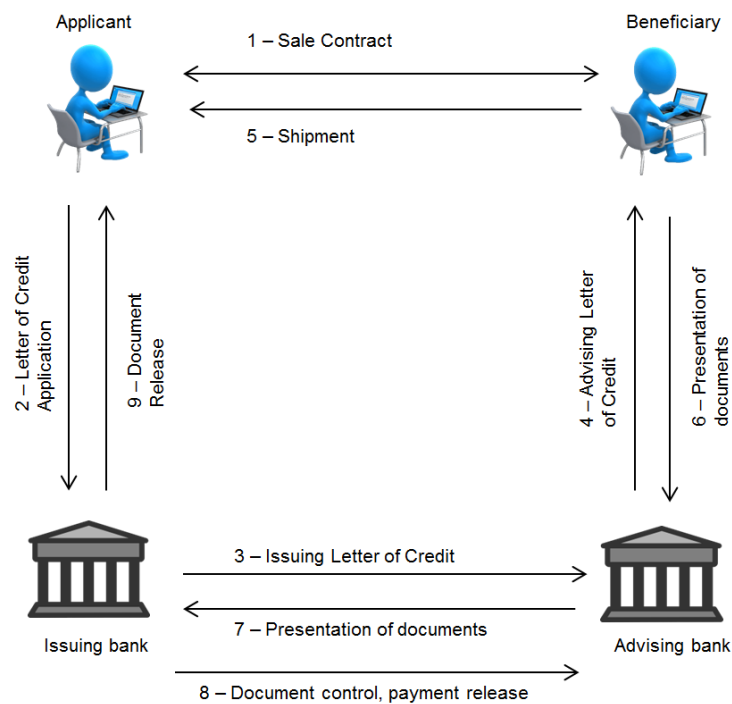 Applicant
Beneficiary
1 – Sale Contract
5 – Shipment
2 – Letter of Credit
Application
9 – Document
Release
4 – Advising Letter
of Credit
6 – Presentation of
documents
3 – Issuing Letter of Credit
7 – Presentation of documents
Issuing bank
Advising bank
8 – Document control, payment release